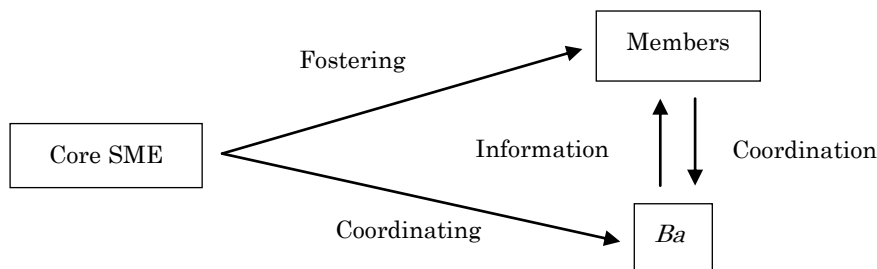 Members
Fostering
Core SME
Information
Coordination
Coordinating
Ba